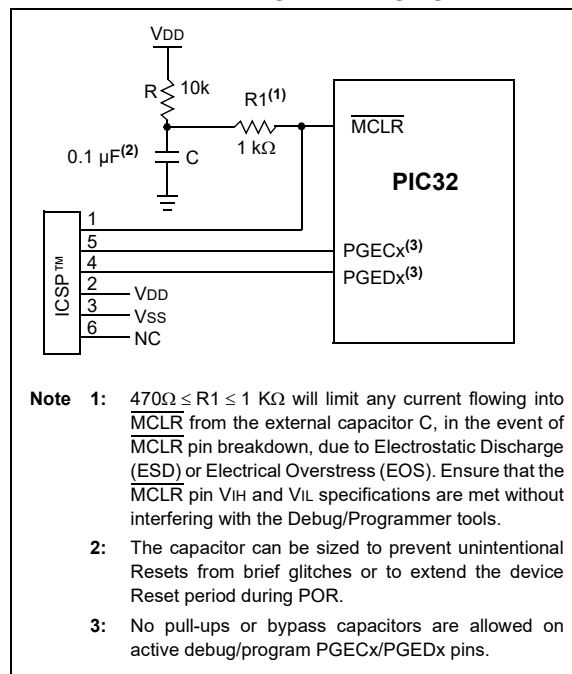 VDD
R
10k
R1(1)
1 kΩ
0.1 µF(2)
C
MCLR
PIC32
PGECx(3)
PGEDx(3)
ICSP™
1
5
4
2
VDD
3
VSS
6
NC
Note 1: 470Ω ≤ R1 ≤ 1 KΩ will limit any current flowing into
MCLR from the external capacitor C, in the event of
MCLR pin breakdown, due to Electrostatic Discharge
(ESD) or Electrical Overstress (EOS). Ensure that the
MCLR pin VIH and VIL specifications are met without
interfering with the Debug/Programmer tools.
2: The capacitor can be sized to prevent unintentional
Resets from brief glitches or to extend the device
Reset period during POR.
3: No pull-ups or bypass capacitors are allowed on
active debug/program PGECx/PGEDx pins.